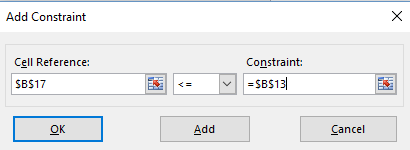 Add Constraint
Cell Reference: Constraint:
$B$17 <= =$B$13
OK Add Cancel